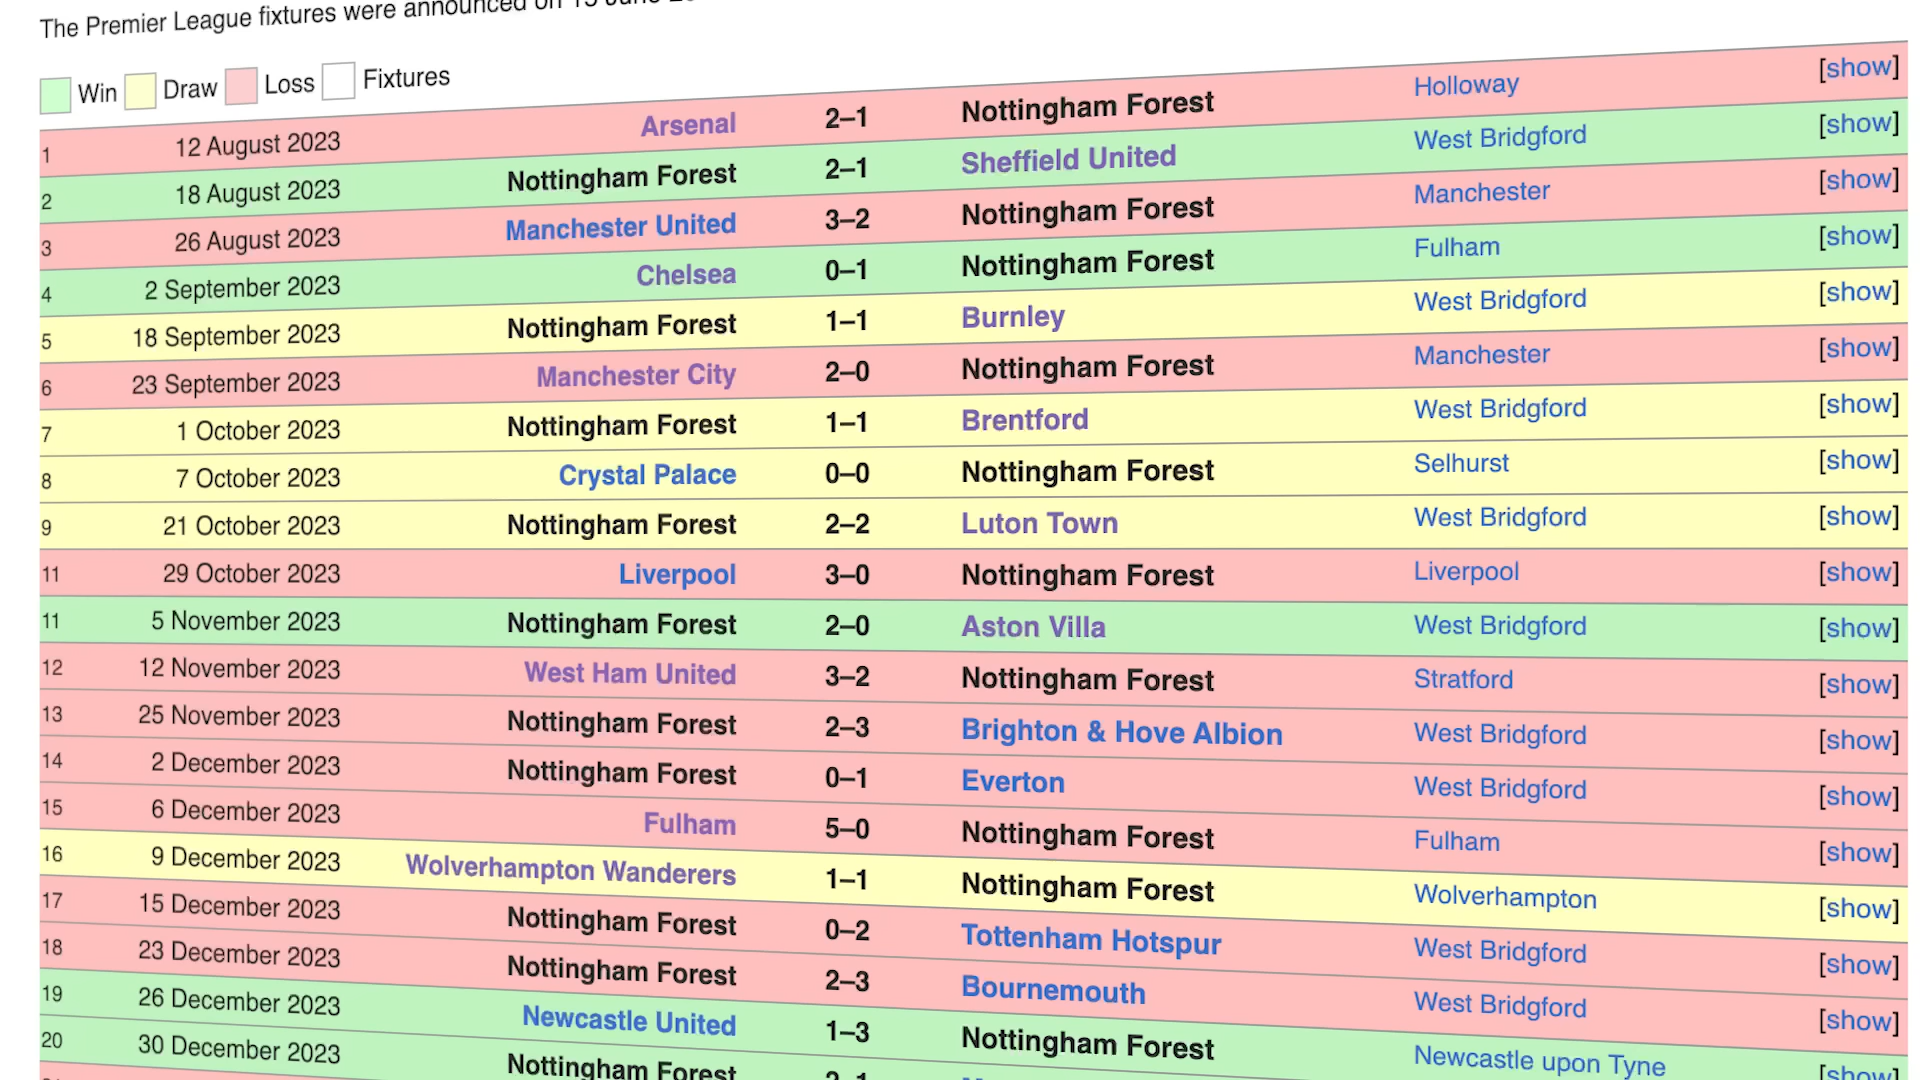 The Premier League fixtures were announced on 15 June
Win Draw Loss Fixtures
1 12 August 2023 Arsenal 2–1 Nottingham Forest Holloway [show]
2 18 August 2023 Nottingham Forest 2–1 Sheffield United West Bridgford [show]
3 26 August 2023 Manchester United 3–2 Nottingham Forest Manchester [show]
4 2 September 2023 Chelsea 0–1 Nottingham Forest Fulham [show]
5 18 September 2023 Nottingham Forest 1–1 Burnley West Bridgford [show]
6 23 September 2023 Manchester City 2–0 Nottingham Forest Manchester [show]
7 1 October 2023 Nottingham Forest 1–1 Brentford West Bridgford [show]
8 7 October 2023 Crystal Palace 0–0 Nottingham Forest Selhurst [show]
9 21 October 2023 Nottingham Forest 2–2 Luton Town West Bridgford [show]
11 29 October 2023 Liverpool 3–0 Nottingham Forest Liverpool [show]
11 5 November 2023 Nottingham Forest 2–0 Aston Villa West Bridgford [show]
12 12 November 2023 West Ham United 3–2 Nottingham Forest Stratford [show]
13 25 November 2023 Nottingham Forest 2–3 Brighton & Hove Albion West Bridgford [show]
14 2 December 2023 Nottingham Forest 0–1 Everton West Bridgford [show]
15 6 December 2023 Fulham 5–0 Nottingham Forest Fulham [show]
16 9 December 2023 Wolverhampton Wanderers 1–1 Nottingham Forest Wolverhampton [show]
17 15 December 2023 Nottingham Forest 0–2 Tottenham Hotspur West Bridgford [show]
18 23 December 2023 Nottingham Forest 2–3 Bournemouth West Bridgford [show]
19 26 December 2023 Newcastle United 1–3 Nottingham Forest Newcastle upon Tyne [show]
20 30 December 2023 Nottingham Forest 2–1